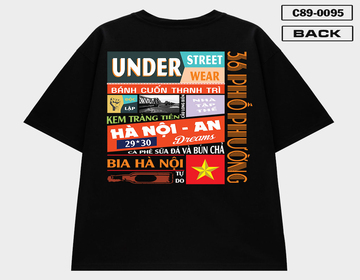 C89-0095
BACK
UNDER STREET WEAR
BÁNH CUỐN THANH TRÌ
LẬP
NHÀ TẬP THỂ
KEM TRÀNG TIỀN
HÀ NỘI - AN
29*30 Dreams
CÀ PHÊ SỮA ĐÁ VÀ BÚN CHẢ
BIA HÀ NỘI
TỰ DO
36 PHỐ PHƯỜNG